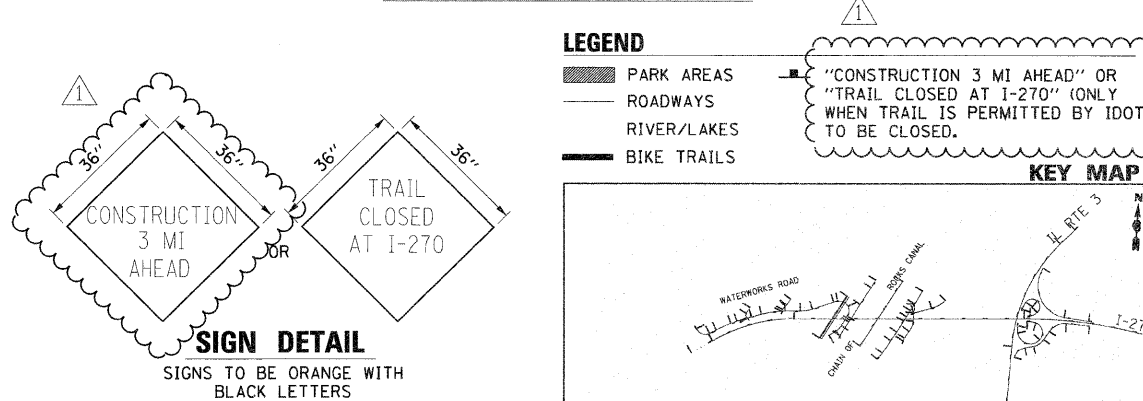 1
36"
36"
CONSTRUCTION
3 MI
AHEAD
OR
36"
36"
TRAIL
CLOSED
AT I-270
SIGN DETAIL
SIGNS TO BE ORANGE WITH
BLACK LETTERS
LEGEND
PARK AREAS
ROADWAYS
RIVER/LAKES
BIKE TRAILS
1
"CONSTRUCTION 3 MI AHEAD" OR
"TRAIL CLOSED AT I-270" (ONLY
WHEN TRAIL IS PERMITTED BY IDOT
TO BE CLOSED.
KEY MAP
N
WATERWORKS ROAD
CHAIN OF
ROCKS CANAL
IL RTE 3
I-27